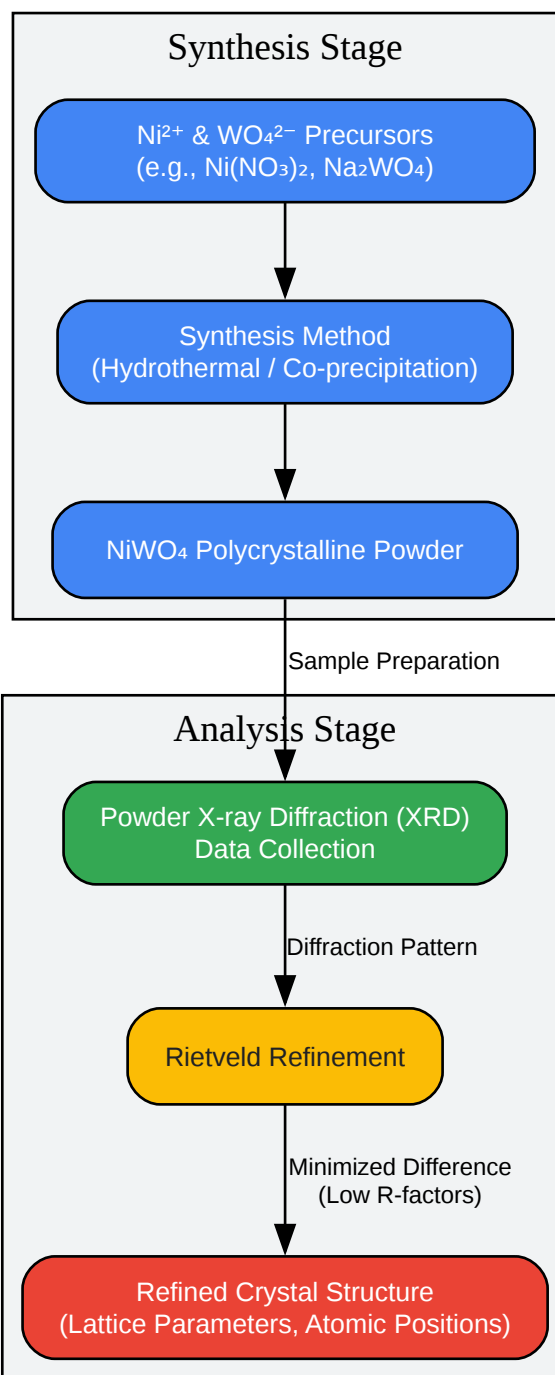 Synthesis Stage
Ni²⁺ & WO₄²⁻ Precursors
(e.g., Ni(NO₃)₂, Na₂WO₄)
Synthesis Method
(Hydrothermal / Co-precipitation)
NiWO₄ Polycrystalline Powder
Sample Preparation
Analysis Stage
Powder X-ray Diffraction (XRD)
Data Collection
Diffraction Pattern
Rietveld Refinement
Minimized Difference
(Low R-factors)
Refined Crystal Structure
(Lattice Parameters, Atomic Positions)